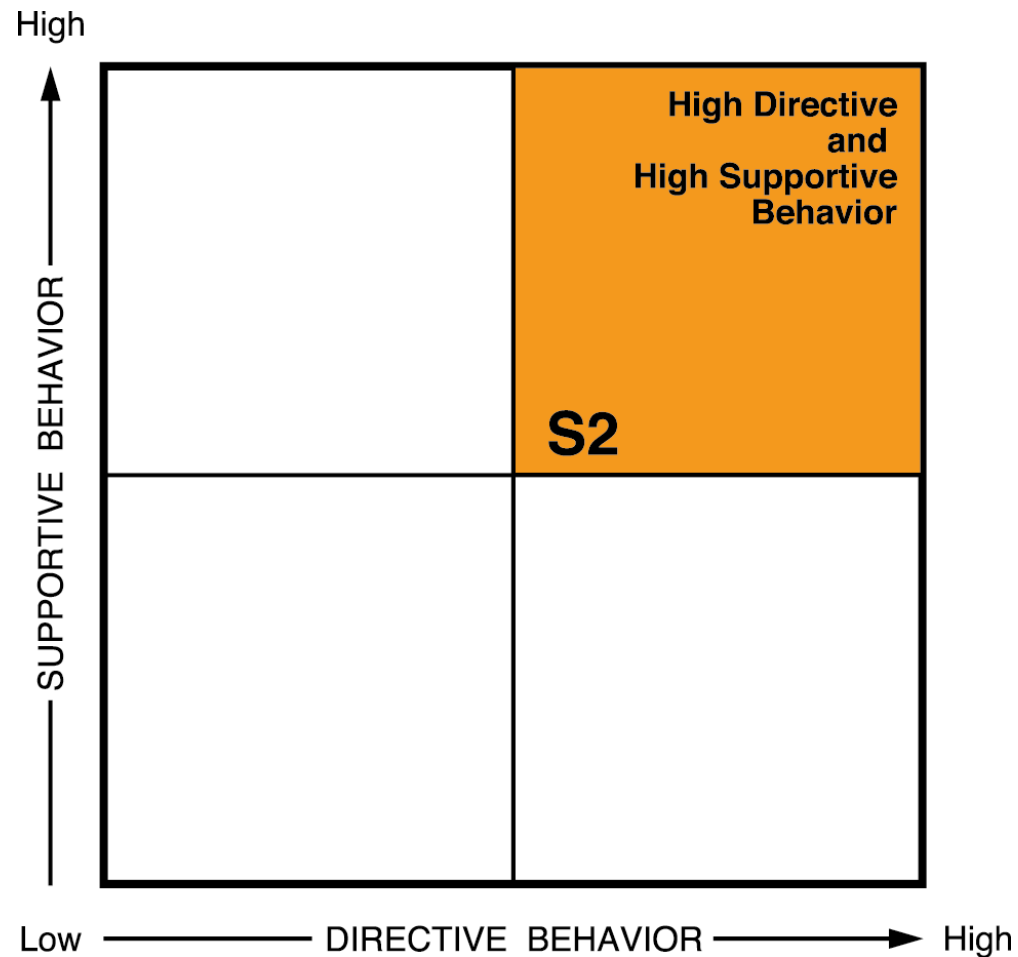 High
High Directive
and
High Supportive
Behavior
SUPPORTIVE BEHAVIOR
S2
Low
DIRECTIVE BEHAVIOR
High